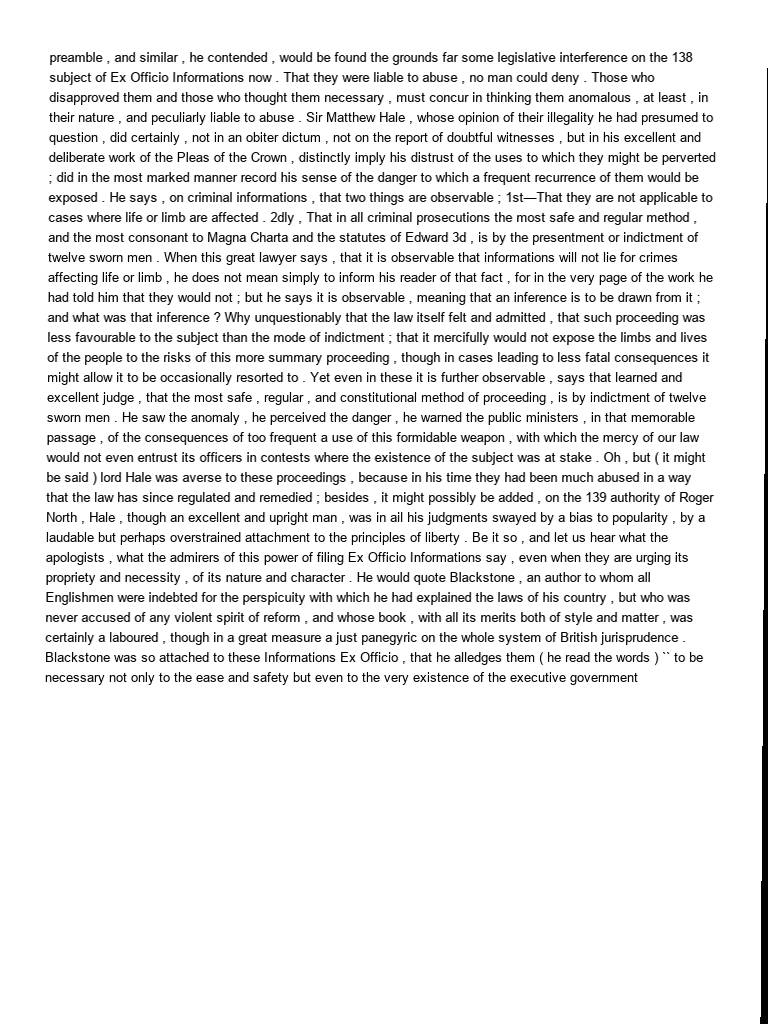 preamble , and similar , he contended , would be found the grounds far some legislative interference on the 138
subject of Ex Officio Informations now . That they were liable to abuse , no man could deny . Those who
disapproved them and those who thought them necessary , must concur in thinking them anomalous , at least , in
their nature , and peculiarly liable to abuse . Sir Matthew Hale , whose opinion of their illegality he had presumed to
question , did certainly , not in an obiter dictum , not on the report of doubtful witnesses , but in his excellent and
deliberate work of the Pleas of the Crown , distinctly imply his distrust of the uses to which they might be perverted
; did in the most marked manner record his sense of the danger to which a frequent recurrence of them would be
exposed . He says , on criminal informations , that two things are observable ; 1st—That they are not applicable to
cases where life or limb are affected . 2dly , That in all criminal prosecutions the most safe and regular method ,
and the most consonant to Magna Charta and the statutes of Edward 3d , is by the presentment or indictment of
twelve sworn men . When this great lawyer says , that it is observable that informations will not lie for crimes
affecting life or limb , he does not mean simply to inform his reader of that fact , for in the very page of the work he
had told him that they would not ; but he says it is observable , meaning that an inference is to be drawn from it ;
and what was that inference ? Why unquestionably that the law itself felt and admitted , that such proceeding was
less favourable to the subject than the mode of indictment ; that it mercifully would not expose the limbs and lives
of the people to the risks of this more summary proceeding , though in cases leading to less fatal consequences it
might allow it to be occasionally resorted to . Yet even in these it is further observable , says that learned and
excellent judge , that the most safe , regular , and constitutional method of proceeding , is by indictment of twelve
sworn men . He saw the anomaly , he perceived the danger , he warned the public ministers , in that memorable
passage , of the consequences of too frequent a use of this formidable weapon , with which the mercy of our law
would not even entrust its officers in contests where the existence of the subject was at stake . Oh , but ( it might
be said ) lord Hale was averse to these proceedings , because in his time they had been much abused in a way
that the law has since regulated and remedied ; besides , it might possibly be added , on the 139 authority of Roger
North , Hale , though an excellent and upright man , was in ail his judgments swayed by a bias to popularity , by a
laudable but perhaps overstrained attachment to the principles of liberty . Be it so , and let us hear what the
apologists , what the admirers of this power of filing Ex Officio Informations say , even when they are urging its
propriety and necessity , of its nature and character . He would quote Blackstone , an author to whom all
Englishmen were indebted for the perspicuity with which he had explained the laws of his country , but who was
never accused of any violent spirit of reform , and whose book , with all its merits both of style and matter , was
certainly a laboured , though in a great measure a just panegyric on the whole system of British jurisprudence .
Blackstone was so attached to these Informations Ex Officio , that he alledges them ( he read the words ) `` to be
necessary not only to the ease and safety but even to the very existence of the executive government